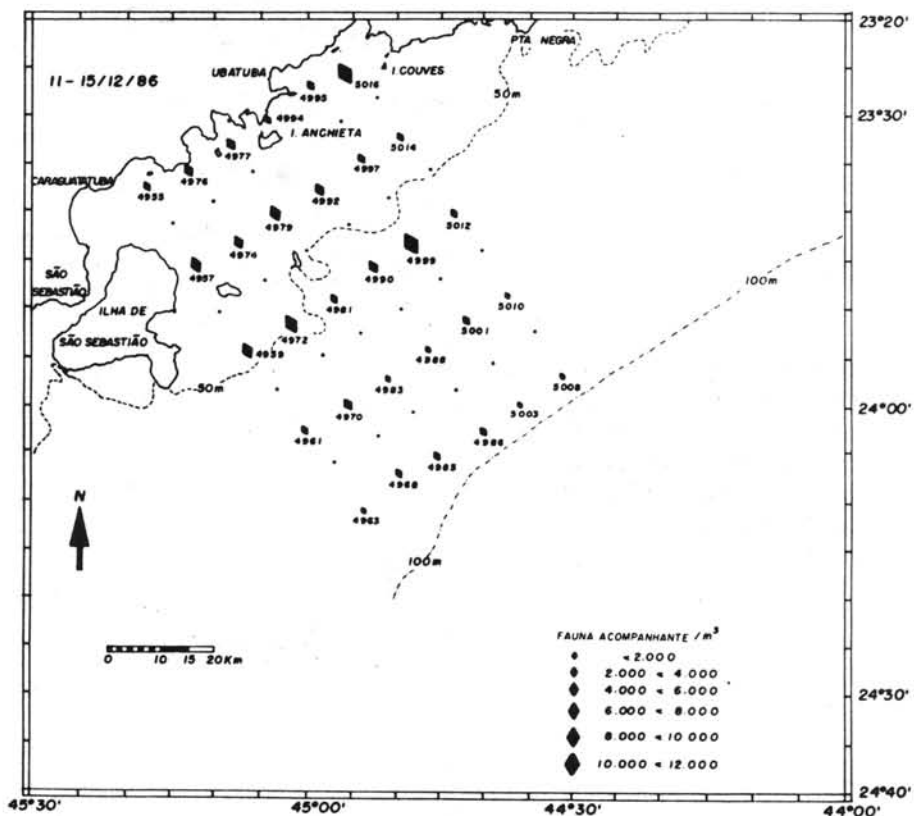 23°20'
PTA NEGRA
UBATUBA
I COUVES
11-15/12/86
5016
4995
50m
4994
23°30'
I. ANCHIETA
5014
4977
4997
CARAGUATATUBA
4976
4955
4992
4979
5012
4974
4999
4957
4990
100m
SÃO
SEBASTIÃO
4981
5010
ILHA DE
5001
SÃO SEBASTIÃO
4972
4959
4988
50m
4983
5008
4970
5003
24°00'
4961
4986
4985
4968
N
4963
100m
FAUNA ACOMPANHANTE /m³
0 10 15 20Km
<2.000
2.000 < 4.000
4.000 < 6.000
24°30'
6.000 < 8.000
8.000 < 10.000
10.000 < 12.000
24°40'
45°30' 45°00' 44°30' 44°00'